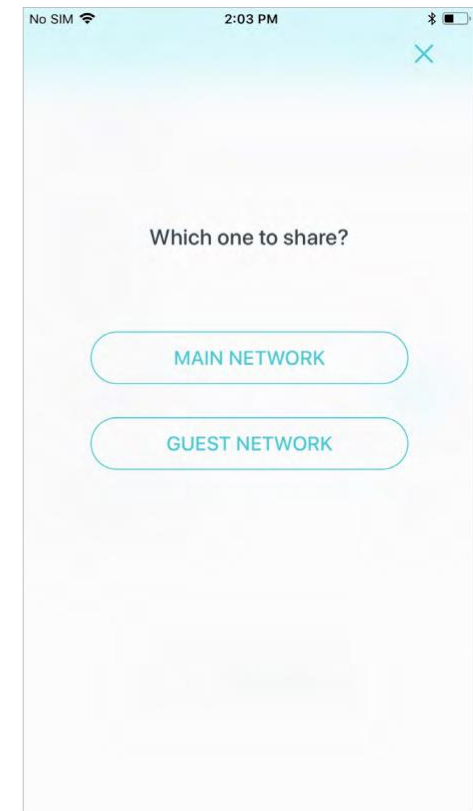 No SIM 2:03 PM
Which one to share?
MAIN NETWORK
GUEST NETWORK